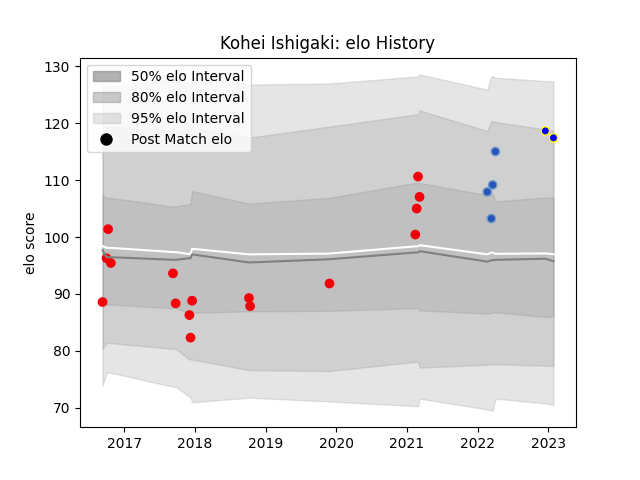 Kohei Ishigaki: elo History
50% elo Interval
80% elo Interval
95% elo Interval
Post Match elo
elo score
130
120
110
100
90
80
70
2017 2018 2019 2020 2021 2022 2023